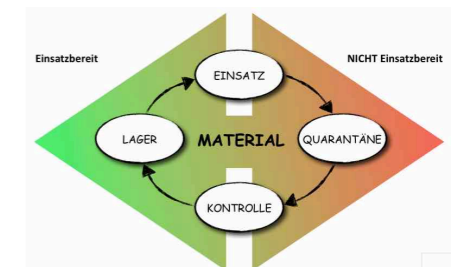 Einsatzbereit
NICHT Einsatzbereit
EINSATZ
LAGER
MATERIAL
QUARANTÄNE
KONTROLLE